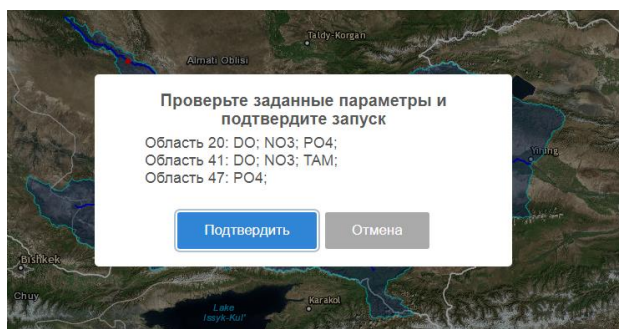 Taldy-Korgan
Almati Oblisi
Проверьте заданные параметры и
подтвердите запуск
Область 20: DO; NO3; PO4;
Область 41: DO; NO3; TAM;
Область 47: PO4;
Yining
Подтвердить
Отмена
Bishkek
Chuy
Lake
Issyk-Kul'
Karakol